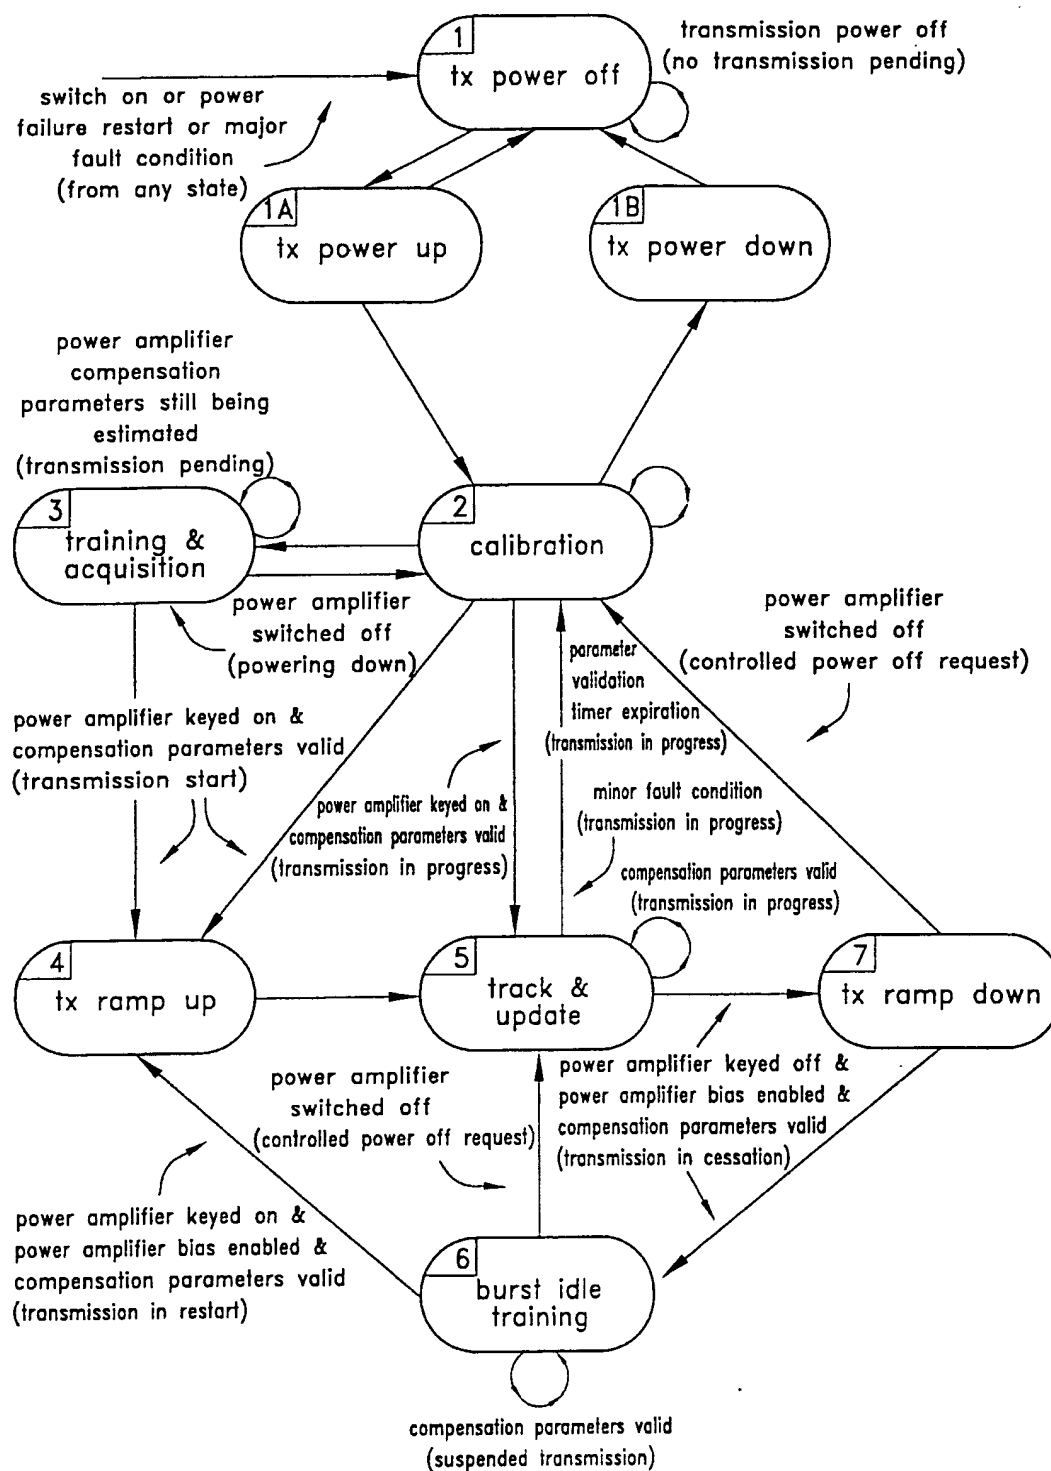 1
tx power off
transmission power off
(no transmission pending)
switch on or power
failure restart or major
fault condition
(from any state)
1A
tx power up
1B
tx power down
power amplifier
compensation
parameters still being
estimated
(transmission pending)
3
training &
acquisition
2
calibration
power amplifier
switched off
(powering down)
parameter
validation
timer expiration
(transmission in progress)
power amplifier
switched off
(controlled power off request)
power amplifier keyed on &
compensation parameters valid
(transmission start)
power amplifier keyed on &
compensation parameters valid
(transmission in progress)
minor fault condition
(transmission in progress)
compensation parameters valid
(transmission in progress)
4
tx ramp up
5
track &
update
7
tx ramp down
power amplifier
switched off
(controlled power off request)
power amplifier keyed off &
power amplifier bias enabled &
compensation parameters valid
(transmission in cessation)
power amplifier keyed on &
power amplifier bias enabled &
compensation parameters valid
(transmission in restart)
6
burst idle
training
compensation parameters valid
(suspended transmission)